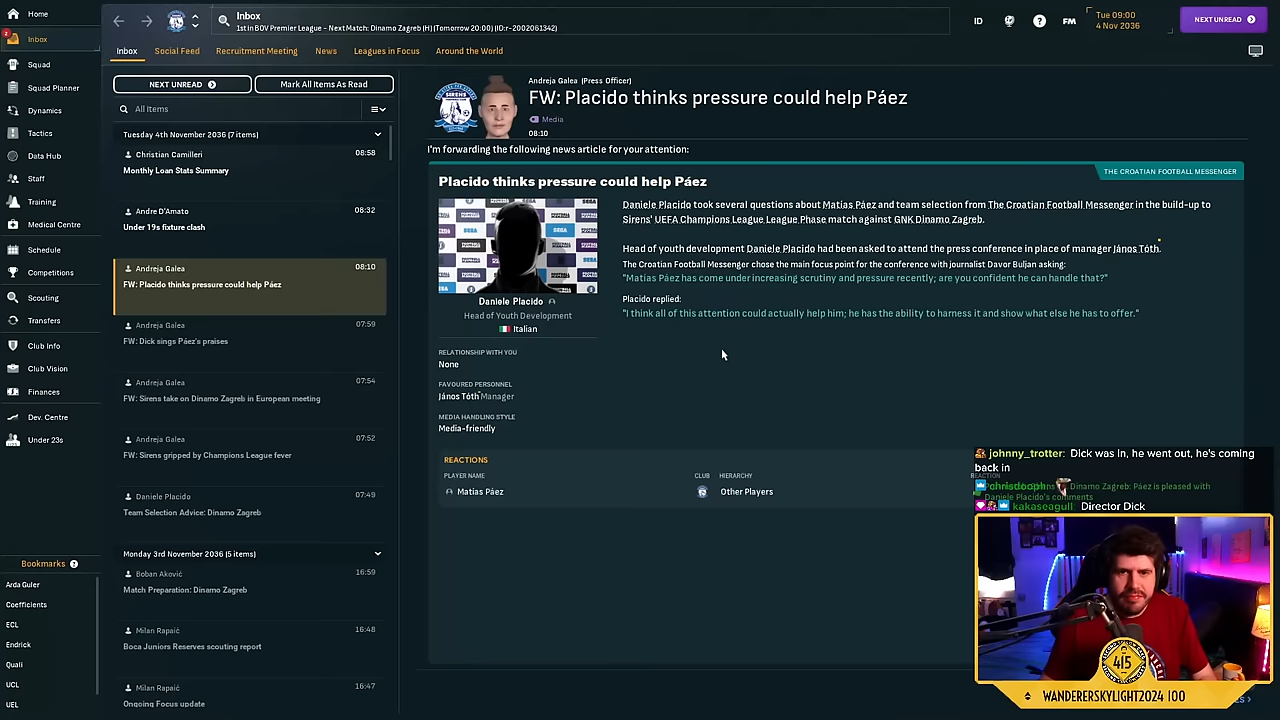 Home
Inbox
2
Squad
Squad Planner
Dynamics
Tactics
Data Hub
Staff
Training
Medical Centre
Schedule
Competitions
Scouting
Transfers
Club Info
Club Vision
Finances
Dev. Centre
Under 23s
Bookmarks
Arda Guler
Coefficients
ECL
Endrick
Quali
UCL
UEL
Inbox
1st in BOV Premier League - Next Match: Dinamo Zagreb (H) (Tomorrow 20:00) (ID:r-2002061342)
ID
FM
Tue 09:00
4 Nov 2036
NEXT UNREAD
Inbox
Social Feed
Recruitment Meeting
News
Leagues in Focus
Around the World
NEXT UNREAD
Mark All Items As Read
All Items
Tuesday 4th November 2036 (7 items)
Christian Camilleri 08:58
Monthly Loan Stats Summary
Andre D'Amato 08:32
Under 19s fixture clash
Andreja Galea 08:10
FW: Placido thinks pressure could help Páez
Andreja Galea 07:59
FW: Dick sings Páez's praises
Andreja Galea 07:54
FW: Sirens take on Dinamo Zagreb in European meeting
Andreja Galea 07:52
FW: Sirens gripped by Champions League fever
Daniele Placido 07:49
Team Selection Advice: Dinamo Zagreb
Monday 3rd November 2036 (5 items)
Boban Aković 16:59
Match Preparation: Dinamo Zagreb
Milan Rapaić 16:48
Boca Juniors Reserves scouting report
Milan Rapaić 16:47
Ongoing Focus update
SIRENS
Andreja Galea (Press Officer)
FW: Placido thinks pressure could help Páez
Media
08:10
I'm forwarding the following news article for your attention:
THE CROATIAN FOOTBALL MESSENGER
Placido thinks pressure could help Páez
Daniele Placido
Head of Youth Development
Italian
RELATIONSHIP WITH YOU
None
FAVOURED PERSONNEL
János Tóth Manager
MEDIA HANDLING STYLE
Media-friendly
Daniele Placido took several questions about Matías Páez and team selection from The Croatian Football Messenger in the build-up to
Sirens' UEFA Champions League League Phase match against GNK Dinamo Zagreb.
Head of youth development Daniele Placido had been asked to attend the press conference in place of manager János Tóth.
The Croatian Football Messenger chose the main focus point for the conference with journalist Davor Buljan asking:
"Matías Páez has come under increasing scrutiny and pressure recently; are you confident he can handle that?"
Placido replied:
"I think all of this attention could actually help him; he has the ability to harness it and show what else he has to offer."
REACTIONS
PLAYER NAME
CLUB
HIERARCHY
Matías Páez
Other Players
johnny_trotter: Dick was in, he went out, he's coming
back in
Dinamo Zagreb: Páez is pleased with
Daniele Placido's comments
kakaseagull: Director Dick
415
WANDERERSKYLIGHT2024 100